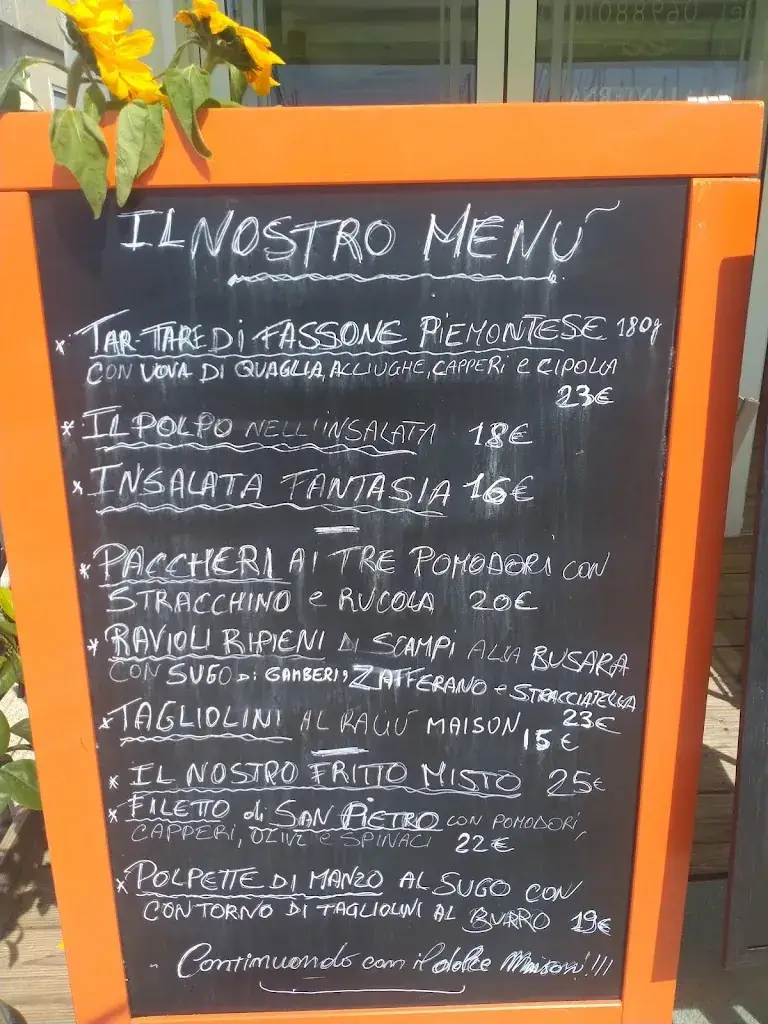 IL NOSTRO MENÙ
* TAR-TARE DI FASSONE PIEMONTESE 180g
CON UOVA DI QUAGLIA, ACCIUGHE, CAPPERI e CIPOLLA
23€
* IL POLPO NELL'INSALATA 18€
* INSALATA FANTASIA 16€
* PACCHERI AI TRE POMODORI CON
STRACCHINO e RUCOLA 20€
* RAVIOLI RIPIENI DI SCAMPI ALLA BUSARA
CON SUGO DI GAMBERI, ZAFFERANO e STRACCIATELLA
23€
* TAGLIOLINI AL RAGÙ MAISON 15€
* IL NOSTRO FRITTO MISTO 25€
* FILETTO di SAN PIETRO CON POMODORI,
CAPPERI, OLIVE e SPINACI 22€
* POLPETTE DI MANZO AL SUGO CON
CONTORNO DI TAGLIOLINI AL BURRO 19€
- Continuando con il dolce Maison!!!